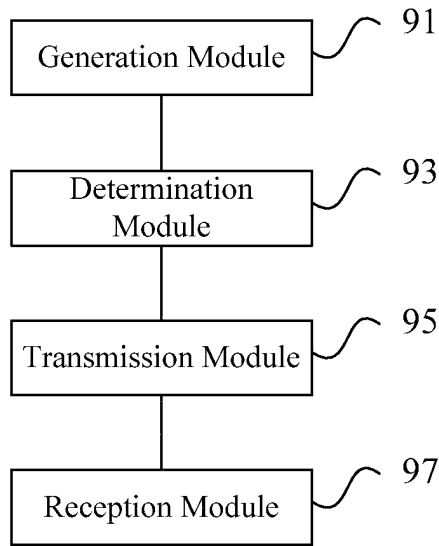 91
Generation Module
93
Determination
Module
95
Transmission Module
97
Reception Module